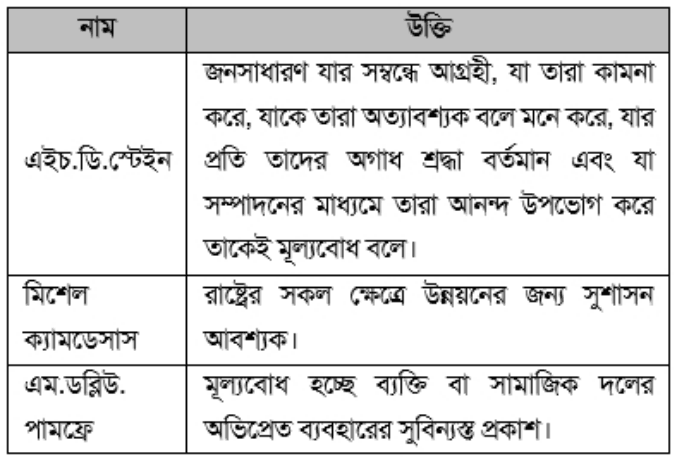 নাম উক্তি
এইচ.ডি.স্টেইন
জনসাধারণ যার সম্বন্ধে আগ্রহী, যা তারা কামনা
করে, যাকে তারা অত্যাবশ্যক বলে মনে করে, যার
প্রতি তাদের অগাধ শ্রদ্ধা বর্তমান এবং যা
সম্পাদনের মাধ্যমে তারা আনন্দ উপভোগ করে
তাকেই মূল্যবোধ বলে।
মিশেল
ক্যামডেসাস
রাষ্ট্রের সকল ক্ষেত্রে উন্নয়নের জন্য সুশাসন
আবশ্যক।
এম.ডব্লিউ.
পামফ্রে
মূল্যবোধ হচ্ছে ব্যক্তি বা সামাজিক দলের
অভিপ্রেত ব্যবহারের সুবিন্যস্ত প্রকাশ।